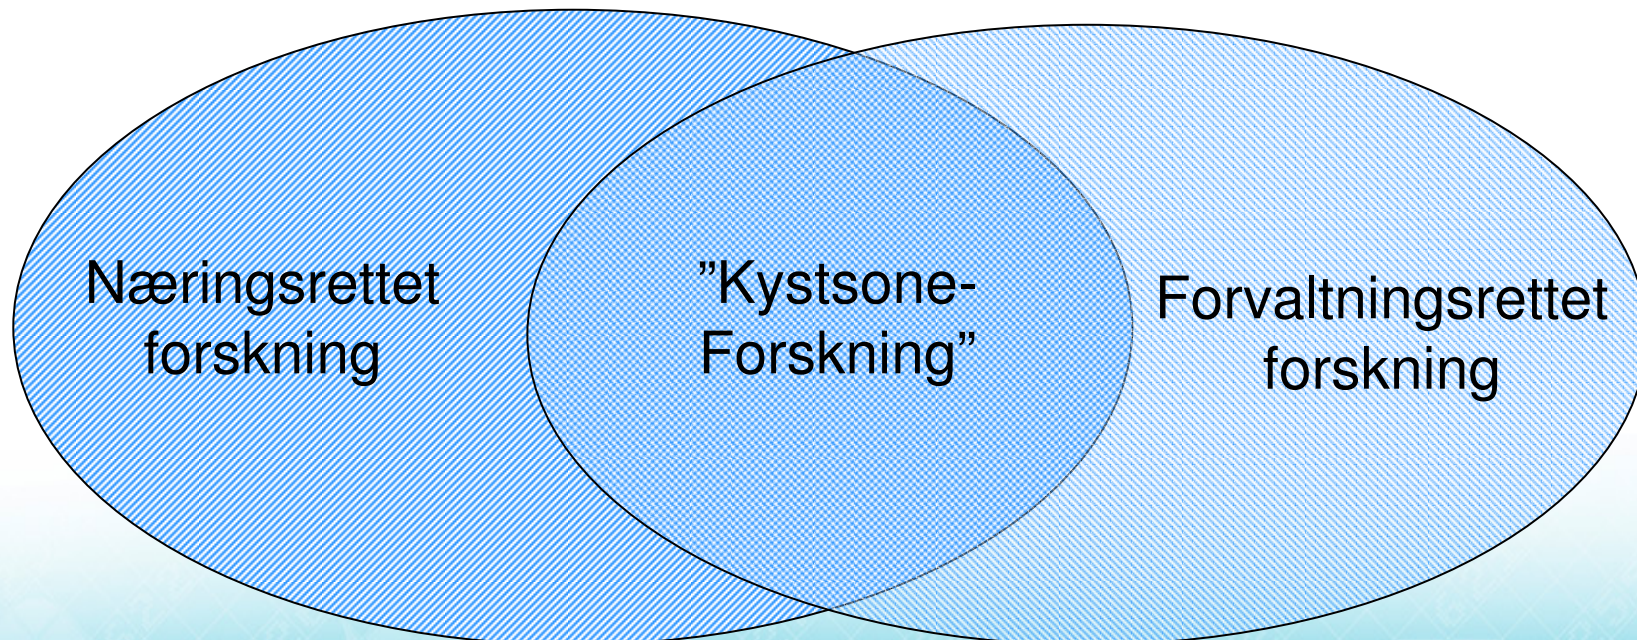 Næringsrettet
forskning
”Kystsone-
Forskning”
Forvaltningsrettet
forskning